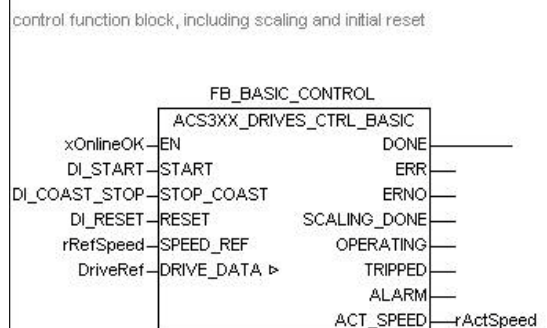 control function block, including scaling and initial reset
FB_BASIC_CONTROL
ACS3XX_DRIVES_CTRL_BASIC
xOnlineOK EN DONE
DI_START START ERR
DI_COAST_STOP STOP_COAST ERNO
DI_RESET RESET SCALING_DONE
rRefSpeed SPEED_REF OPERATING
DriveRef DRIVE_DATA ▷ TRIPPED
ALARM
ACT_SPEED rActSpeed